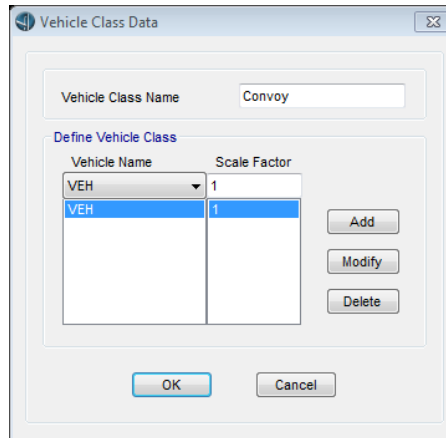 Vehicle Class Data
Vehicle Class Name Convoy
Define Vehicle Class
Vehicle Name Scale Factor
VEH 1
VEH 1
Add
Modify
Delete
OK Cancel